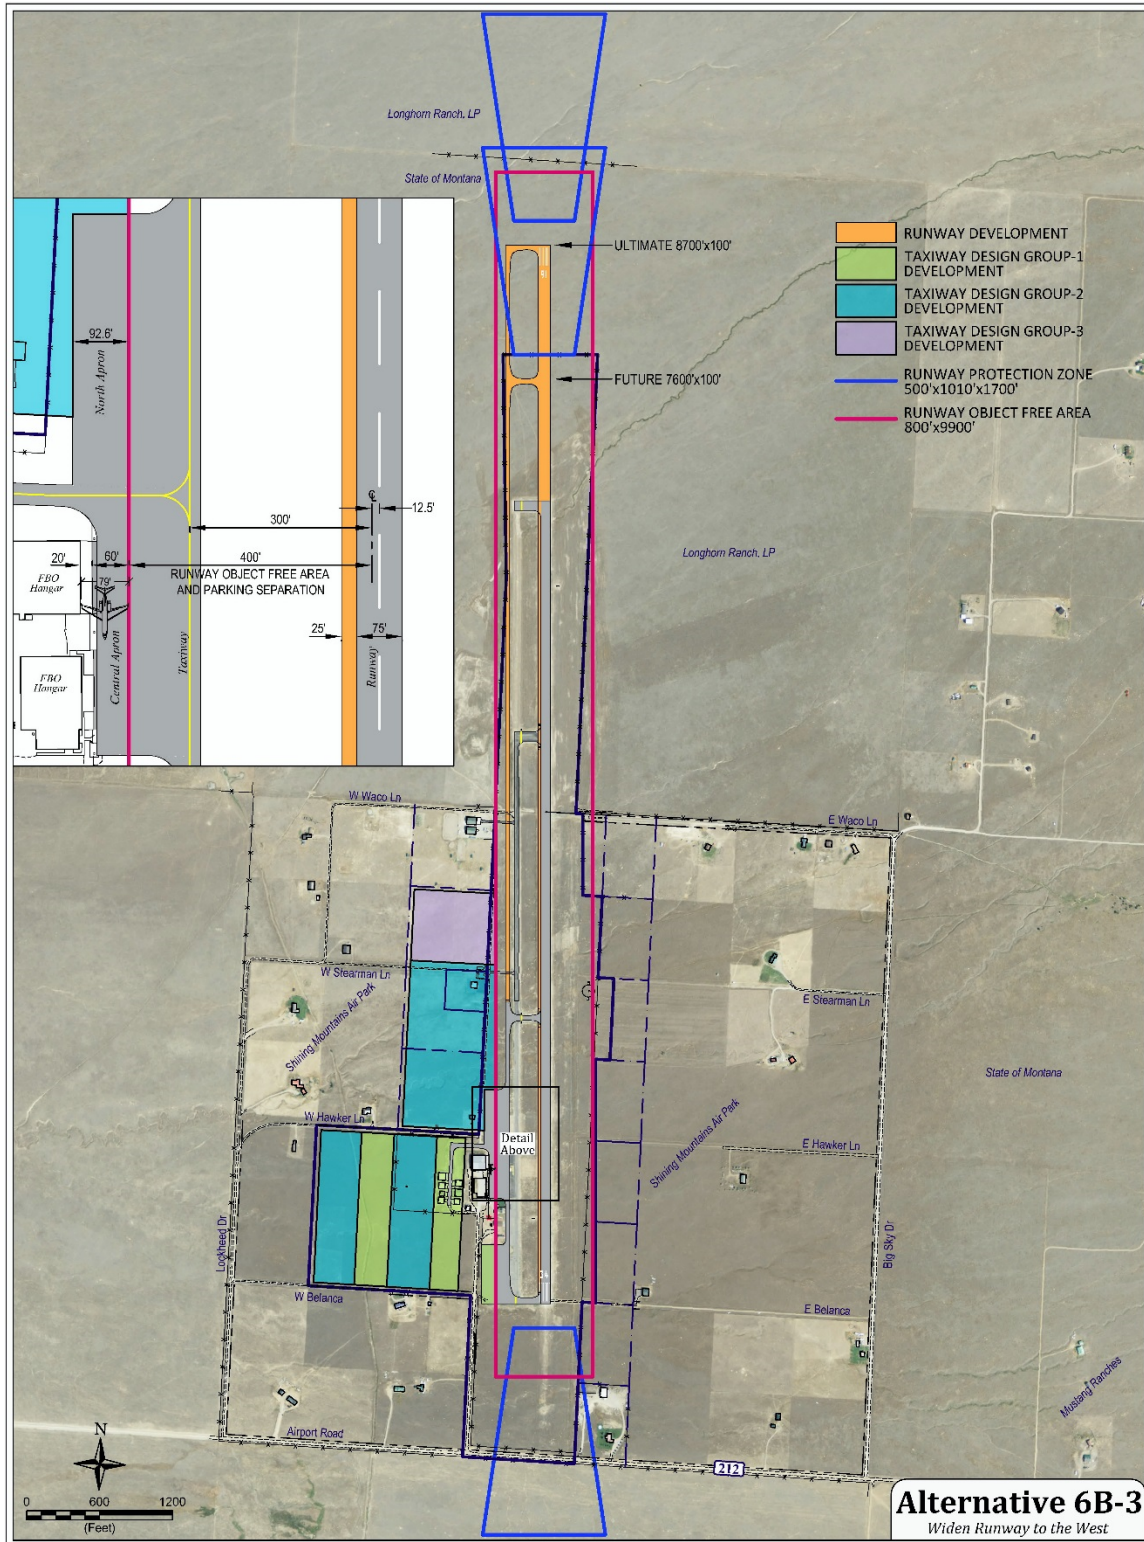 Longhorn Ranch, LP
State of Montana
ULTIMATE 8700'x100'
FUTURE 7600'x100'
RUNWAY DEVELOPMENT
TAXIWAY DESIGN GROUP-1
DEVELOPMENT
TAXIWAY DESIGN GROUP-2
DEVELOPMENT
TAXIWAY DESIGN GROUP-3
DEVELOPMENT
RUNWAY PROTECTION ZONE
500'x1010'x1700'
RUNWAY OBJECT FREE AREA
800'x9900'
92.6'
North Apron
12.5'
300'
20'
60'
400'
RUNWAY OBJECT FREE AREA
AND PARKING SEPARATION
79'
FBO
Hangar
25'
75'
Central Apron
Taxiway
Runway
FBO
Hangar
Longhorn Ranch, LP
W Waco Ln
E Waco Ln
W Stearman Ln
E Stearman Ln
Shining Mountains Air Park
State of Montana
W Hawker Ln
Detail
Above
E Hawker Ln
Shining Mountains Air Park
Lockheed Dr
Big Sky Dr
W Belanca
E Belanca
Mustang Ranches
N
Airport Road
212
0 600 1200
(Feet)
Alternative 6B-3
Widen Runway to the West